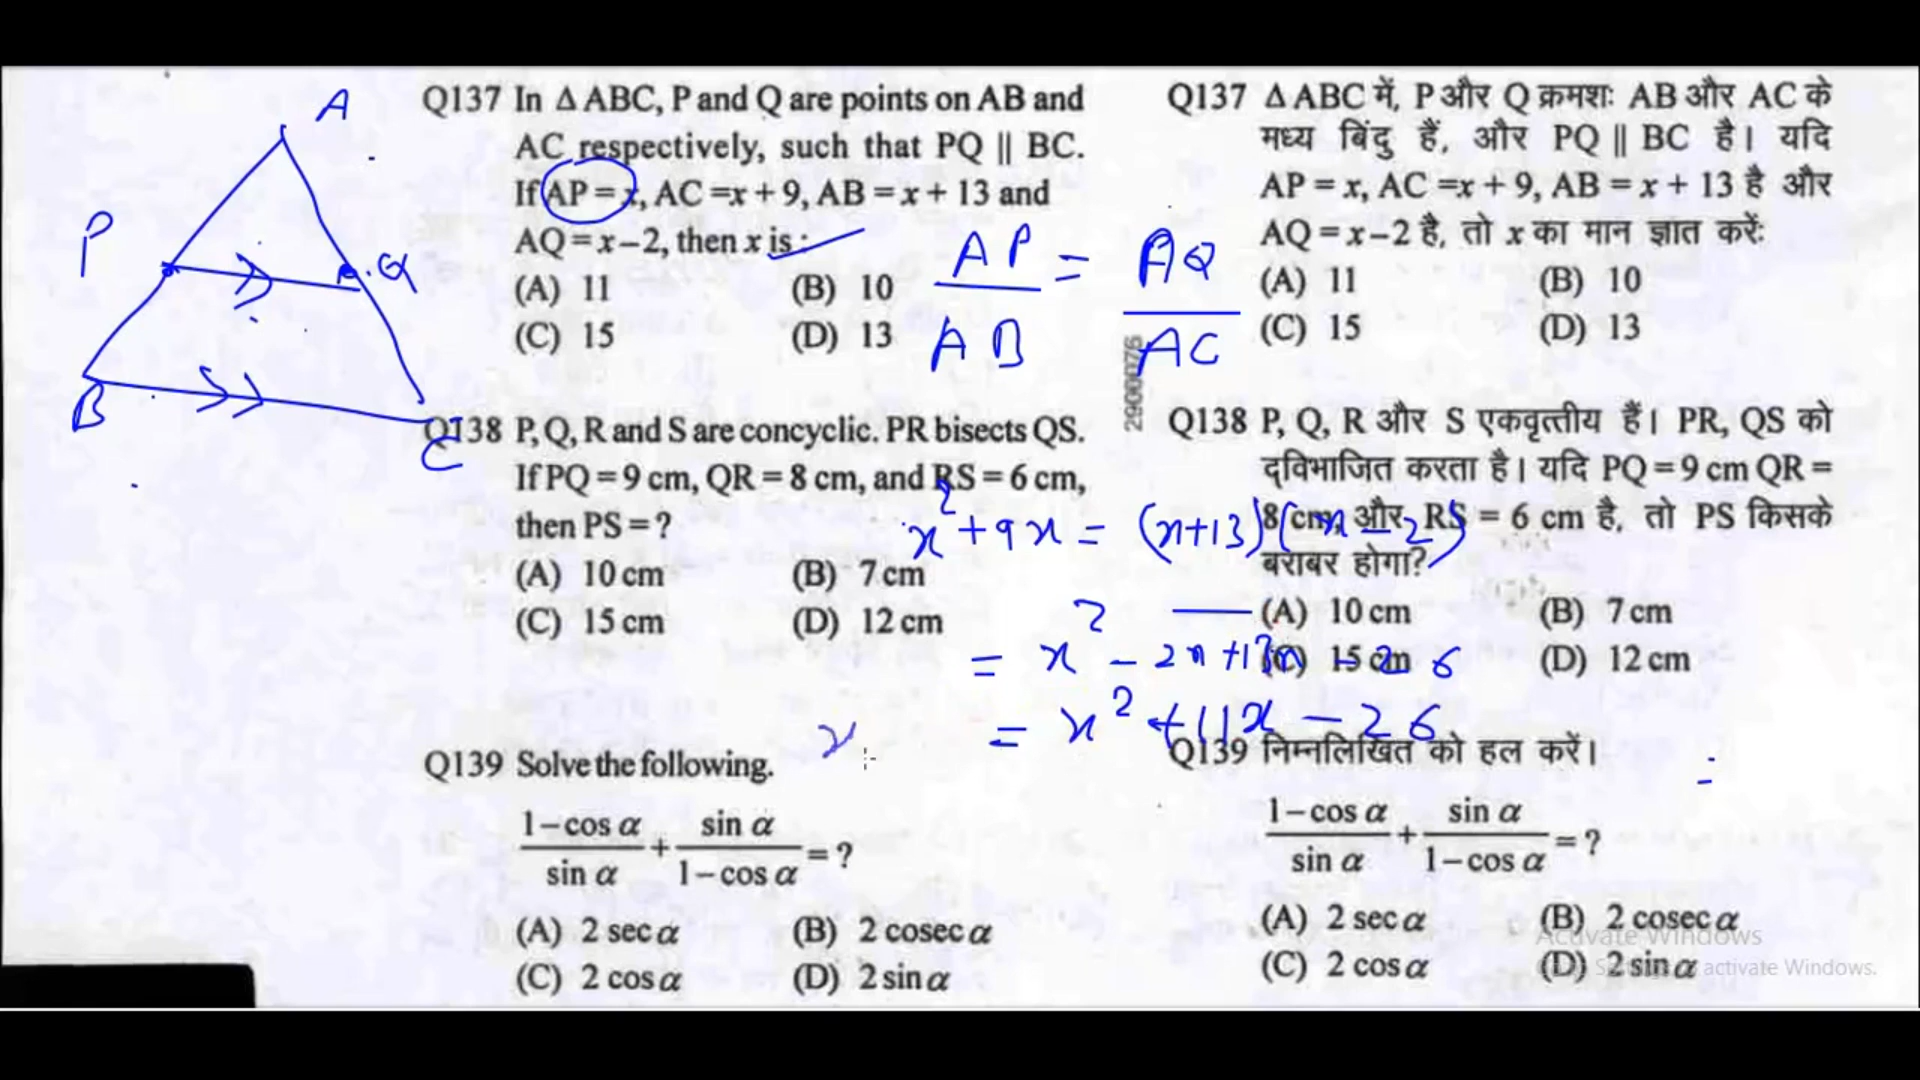 A
P
Q
B
C
Q137 In Δ ABC, P and Q are points on AB and
AC respectively, such that PQ || BC.
If AP = x, AC =x + 9, AB = x + 13 and
AQ = x – 2, then x is :
(A) 11 (B) 10
(C) 15 (D) 13
AP = AQ
AB AC
Q138 P, Q, R and S are concyclic. PR bisects QS.
If PQ = 9 cm, QR = 8 cm, and RS = 6 cm,
then PS = ?
(A) 10 cm (B) 7 cm
(C) 15 cm (D) 12 cm
x² + 9x = (x+13)(x-2)
= x² - 2x + 13x - 26
= x² + 11x - 26
x
Q139 Solve the following.
1 – cos α / sin α + sin α / 1 – cos α = ?
(A) 2 sec α (B) 2 cosec α
(C) 2 cos α (D) 2 sin α
29000076
Q137 Δ ABC में, P और Q क्रमशः AB और AC के
मध्य बिंदु हैं, और PQ || BC है। यदि
AP = x, AC =x + 9, AB = x + 13 है और
AQ = x – 2 है, तो x का मान ज्ञात करें:
(A) 11 (B) 10
(C) 15 (D) 13
Q138 P, Q, R और S एकवृत्तीय हैं। PR, QS को
द्विभाजित करता है। यदि PQ = 9 cm QR =
8 cm, और RS = 6 cm है, तो PS किसके
बराबर होगा?
(A) 10 cm (B) 7 cm
(C) 15 cm (D) 12 cm
Q139 निम्नलिखित को हल करें।
1 – cos α / sin α + sin α / 1 – cos α = ?
(A) 2 sec α (B) 2 cosec α
(C) 2 cos α (D) 2 sin α
Activate Windows
activate Windows.